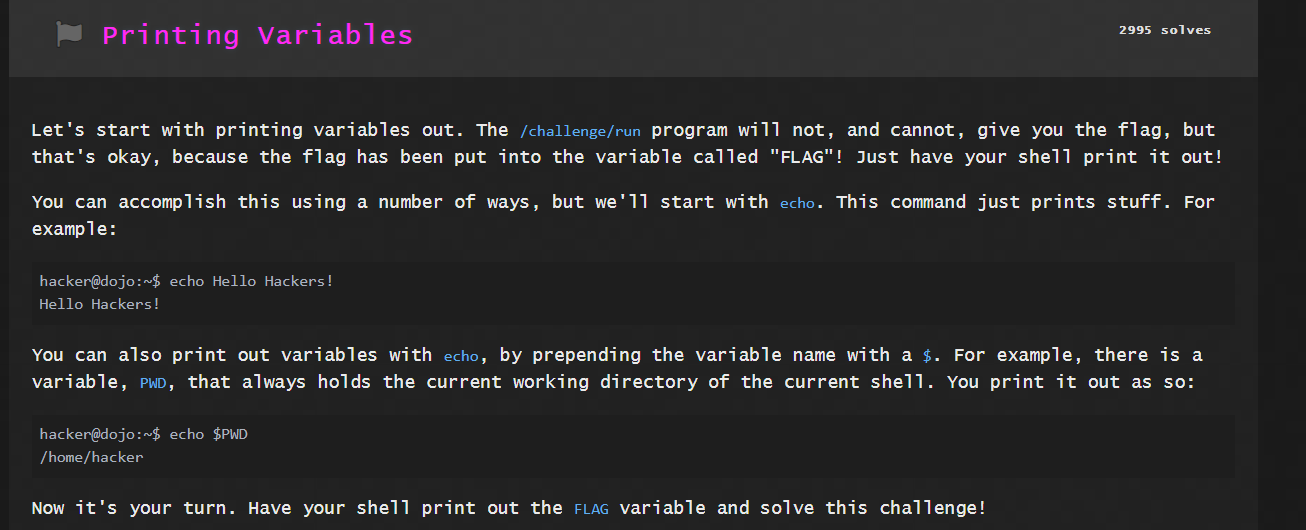 Printing Variables
2995 solves
Let's start with printing variables out. The /challenge/run program will not, and cannot, give you the flag, but
that's okay, because the flag has been put into the variable called "FLAG"! Just have your shell print it out!
You can accomplish this using a number of ways, but we'll start with echo. This command just prints stuff. For
example:
hacker@dojo:~$ echo Hello Hackers!
Hello Hackers!
You can also print out variables with echo, by prepending the variable name with a $. For example, there is a
variable, PWD, that always holds the current working directory of the current shell. You print it out as so:
hacker@dojo:~$ echo $PWD
/home/hacker
Now it's your turn. Have your shell print out the FLAG variable and solve this challenge!